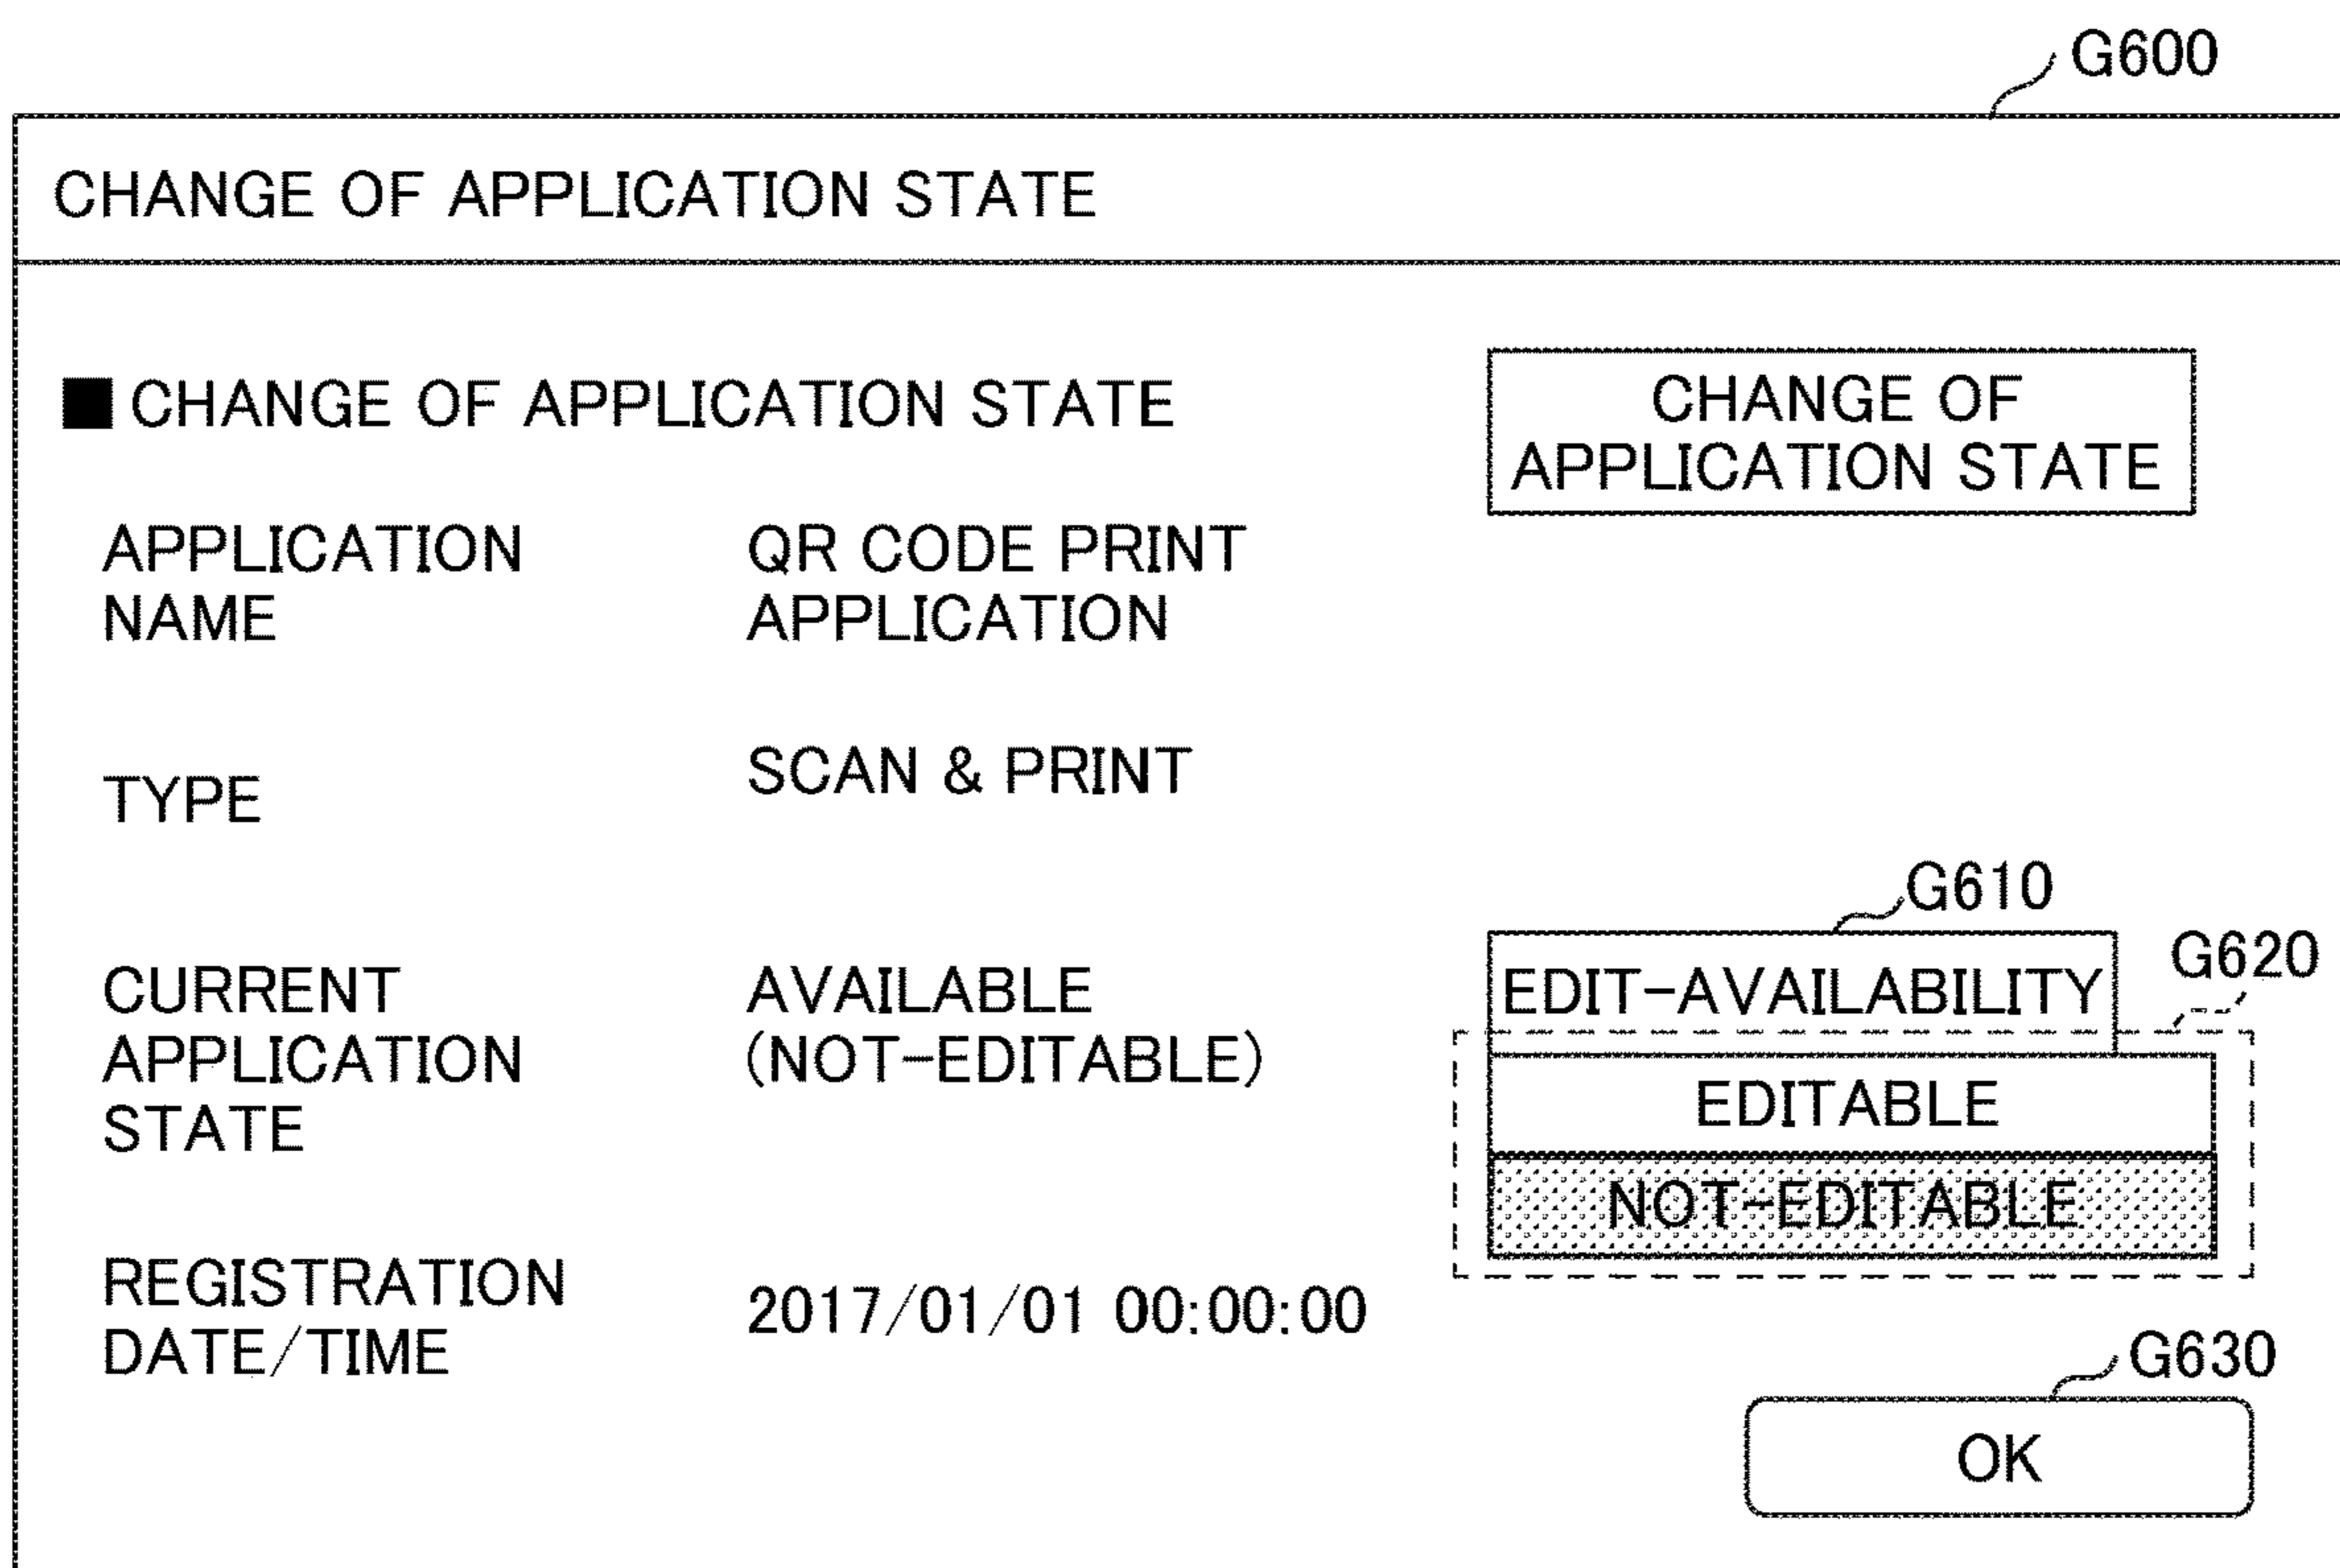 G600
CHANGE OF APPLICATION STATE
■CHANGE OF APPLICATION STATE
CHANGE OF
APPLICATION STATE
APPLICATION
NAME
QR CODE PRINT
APPLICATION
TYPE
SCAN & PRINT
CURRENT
APPLICATION
STATE
AVAILABLE
(NOT-EDITABLE)
G610
EDIT-AVAILABILITY
G620
EDITABLE
NOT-EDITABLE
REGISTRATION
DATE/TIME
2017/01/01 00:00:00
G630
OK